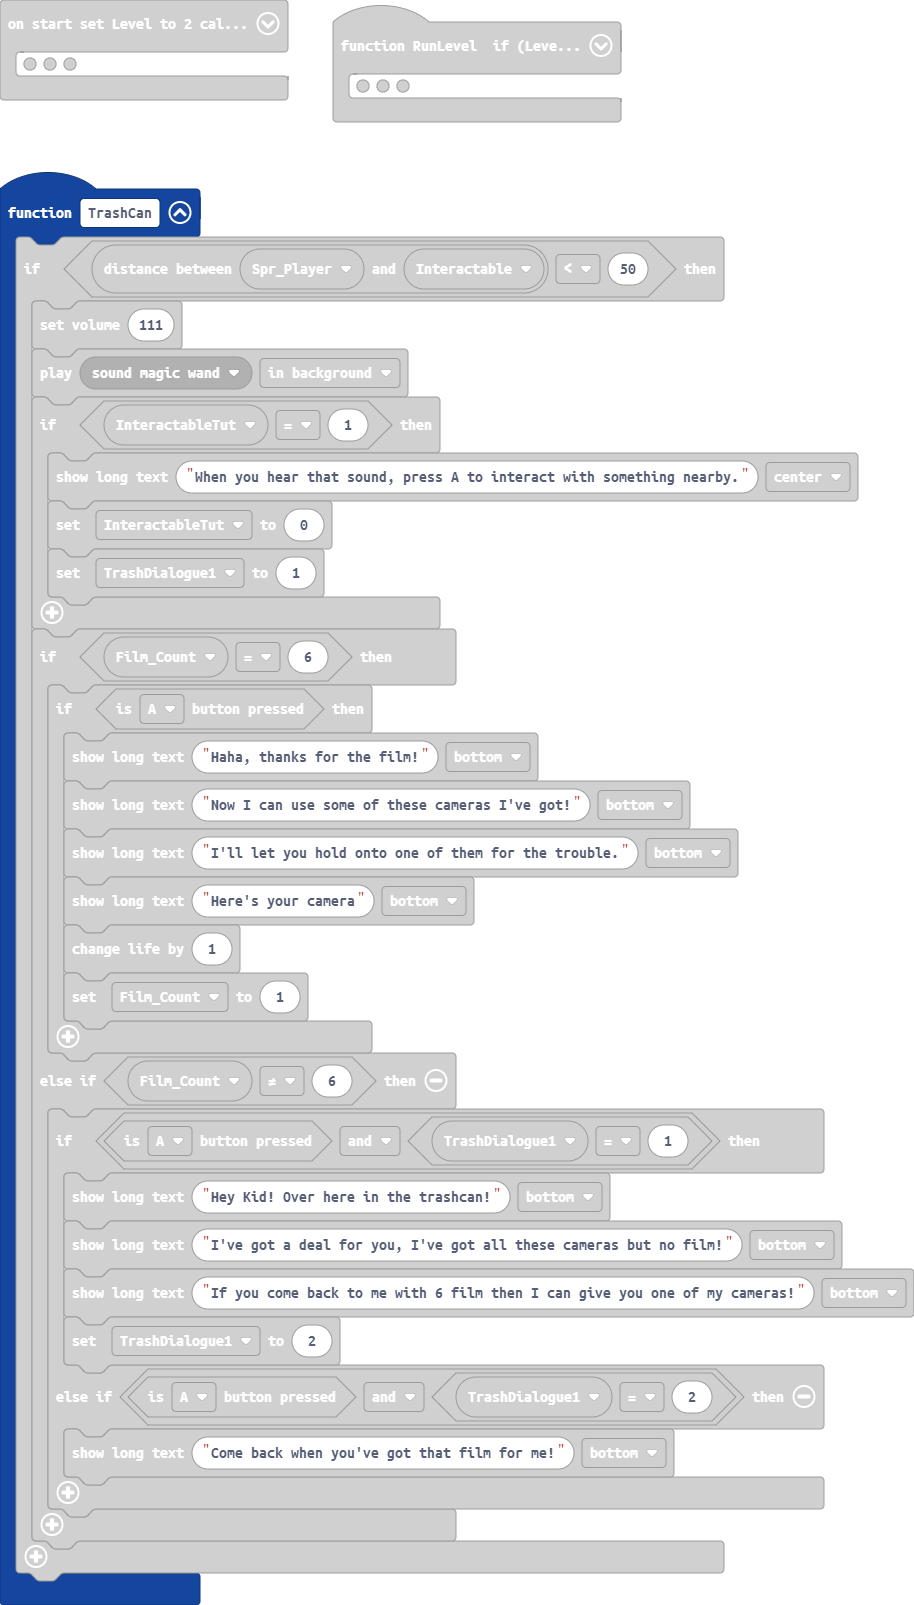 on start set Level to 2 cal...
function RunLevel if (Leve...
function TrashCan
if distance between Spr_Player and Interactable < 50 then
set volume 111
play sound magic wand in background
if InteractableTut = 1 then
show long text "When you hear that sound, press A to interact with something nearby." center
set InteractableTut to 0
set TrashDialogue1 to 1
if Film_Count = 6 then
if is A button pressed then
show long text "Haha, thanks for the film!" bottom
show long text "Now I can use some of these cameras I've got!" bottom
show long text "I'll let you hold onto one of them for the trouble." bottom
show long text "Here's your camera" bottom
change life by 1
set Film_Count to 1
else if Film_Count ≠ 6 then
if is A button pressed and TrashDialogue1 = 1 then
show long text "Hey Kid! Over here in the trashcan!" bottom
show long text "I've got a deal for you, I've got all these cameras but no film!" bottom
show long text "If you come back to me with 6 film then I can give you one of my cameras!" bottom
set TrashDialogue1 to 2
else if is A button pressed and TrashDialogue1 = 2 then
show long text "Come back when you've got that film for me!" bottom